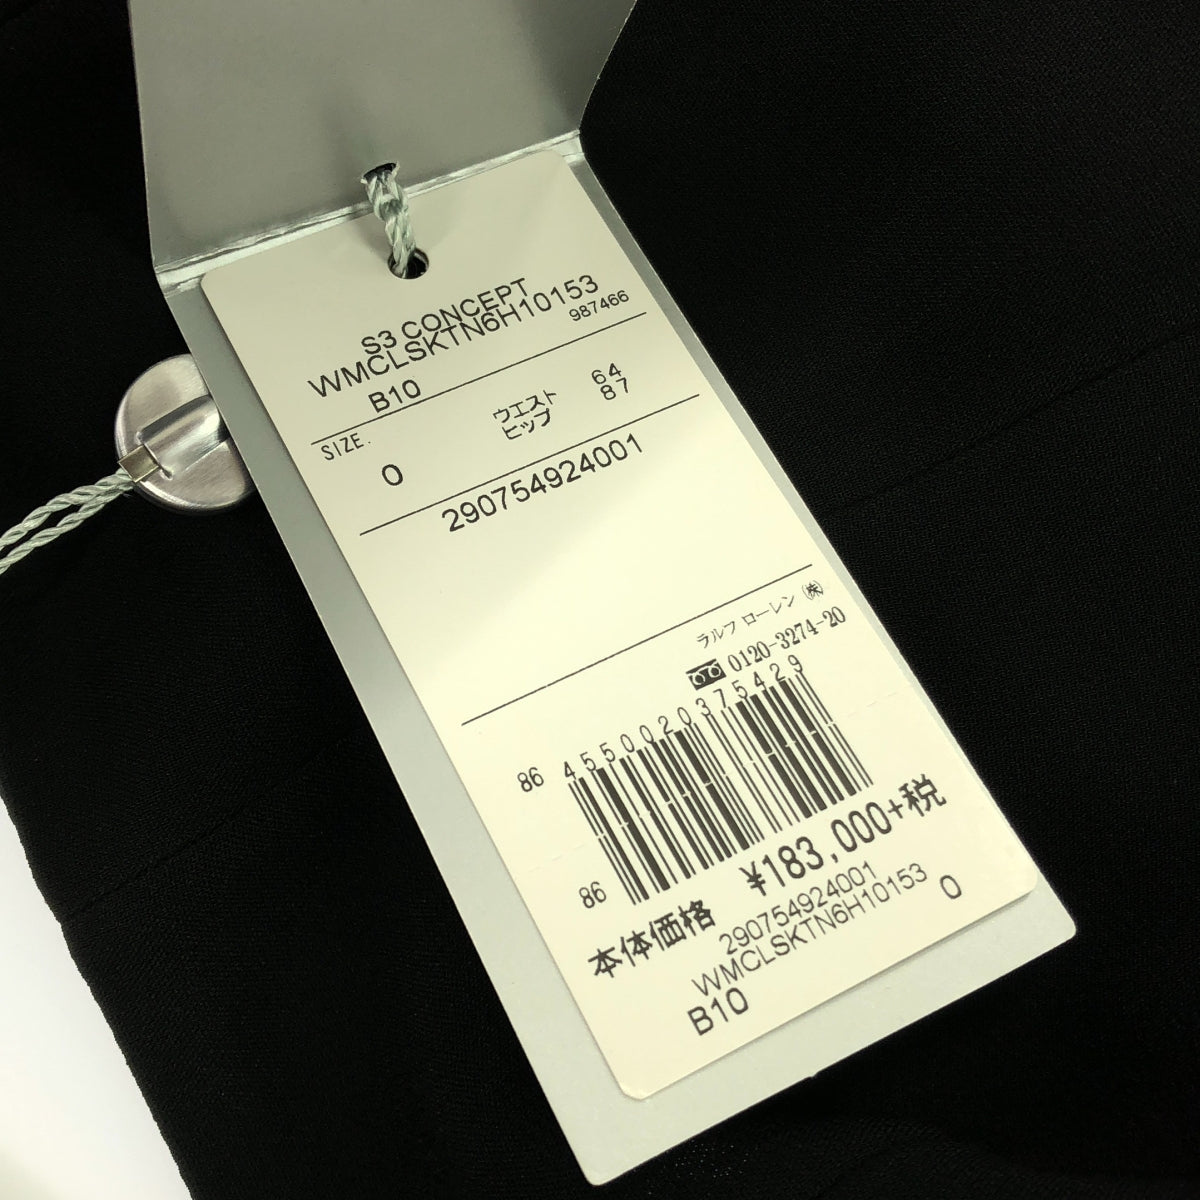 S3 CONCEPT
WMCLSKTN6H10153
987466
B10
SIZE.
0
ウエスト 64
ヒップ 87
290754924001
ラルフ ローレン ㈱
0120-3274-20
86 4550020375429
86
本体価格 ¥183,000+税
290754924001
WMCLSKTN6H10153
B10 0